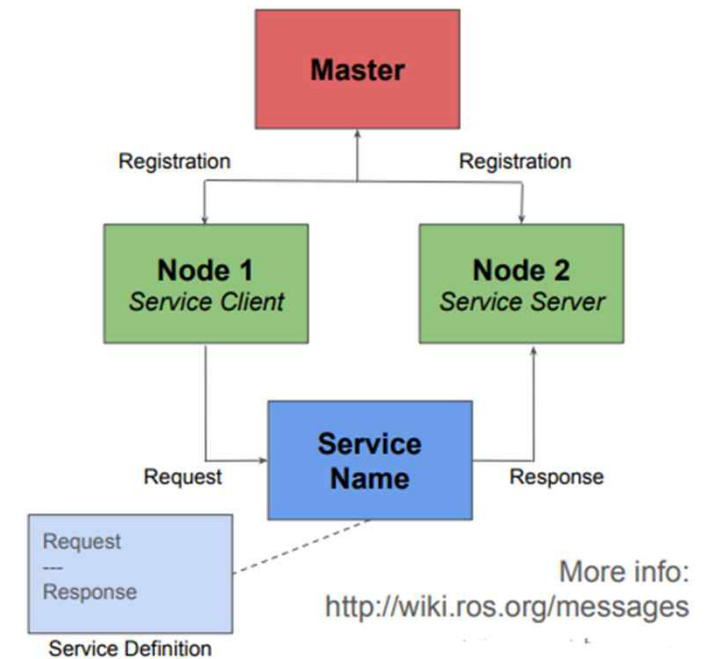 Master
Registration
Registration
Node 1
Service Client
Node 2
Service Server
Service
Name
Request
Response
Request
---
Response
Service Definition
More info:
http://wiki.ros.org/messages